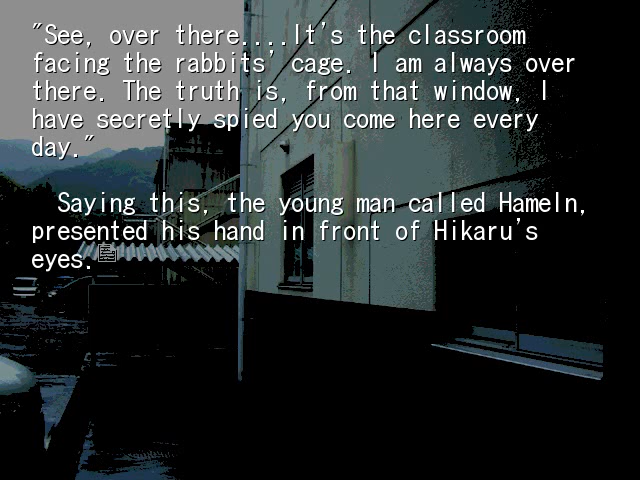 "See, over there....It's the classroom
facing the rabbits' cage. I am always over
there. The truth is, from that window, I
have secretly spied you come here every
day."
Saying this, the young man called Hameln,
presented his hand in front of Hikaru's
eyes.